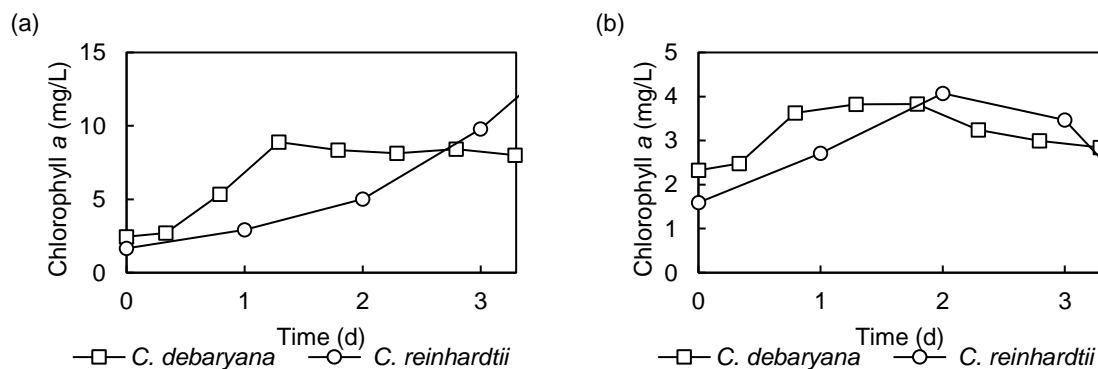 (a)
Chlorophyll a (mg/L)
15
10
5
0
0 1 2 3
Time (d)
C. debaryana C. reinhardtii
(b)
Chlorophyll a (mg/L)
5
4
3
2
1
0
0 1 2 3
Time (d)
C. debaryana C. reinhardtii